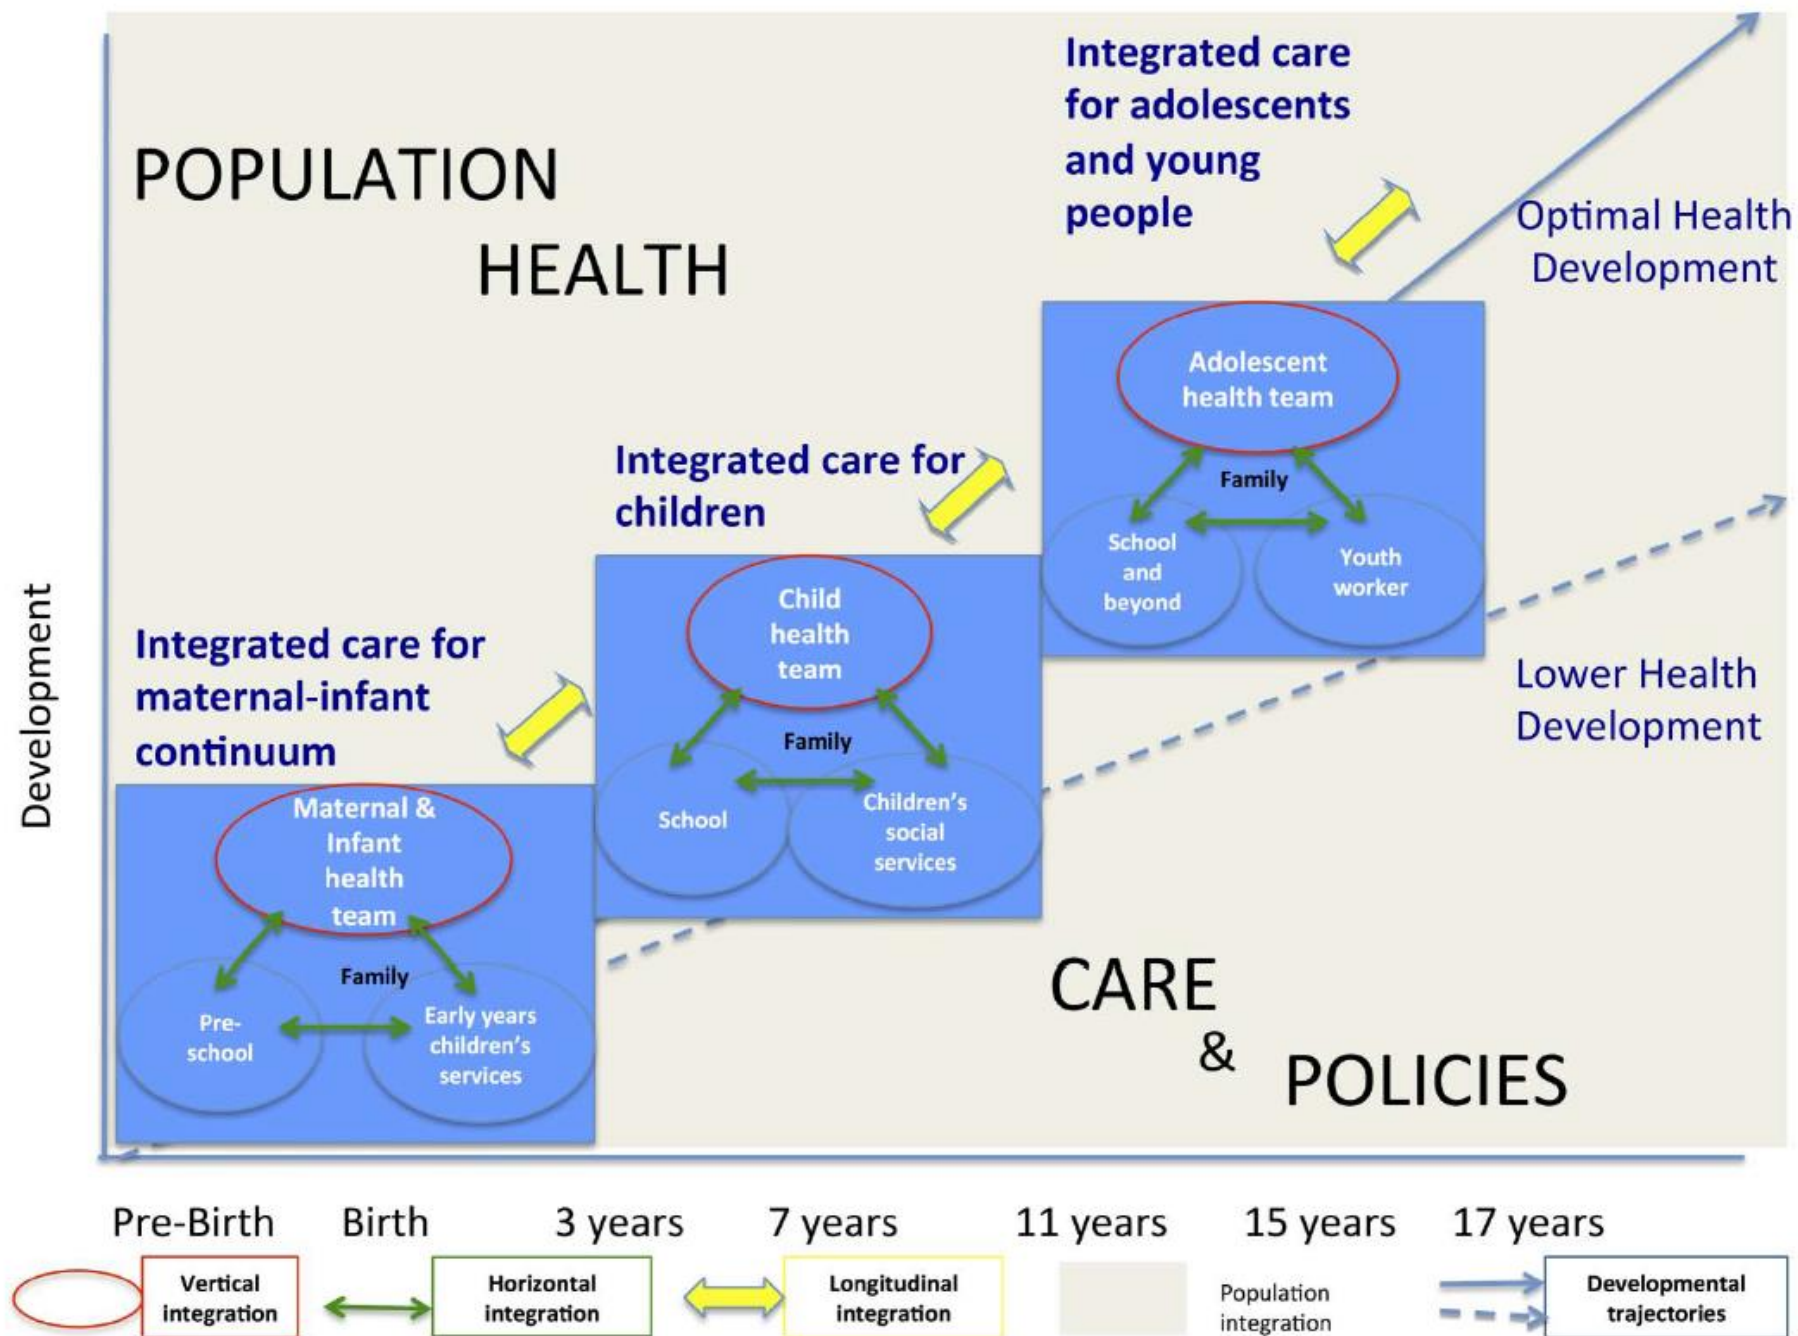 POPULATION
HEALTH
Integrated care
for adolescents
and young
people
Optimal Health
Development
Adolescent
health team
Family
School
and
beyond
Youth
worker
Integrated care for
children
Child
health
team
Family
School
Children's
social
services
Lower Health
Development
Integrated care for
maternal-infant
continuum
Maternal &
Infant
health
team
Family
Pre-
school
Early years
children's
services
Development
CARE
&
POLICIES
Pre-Birth Birth 3 years 7 years 11 years 15 years 17 years
Vertical
integration
Horizontal
integration
Longitudinal
integration
Population
integration
Developmental
trajectories